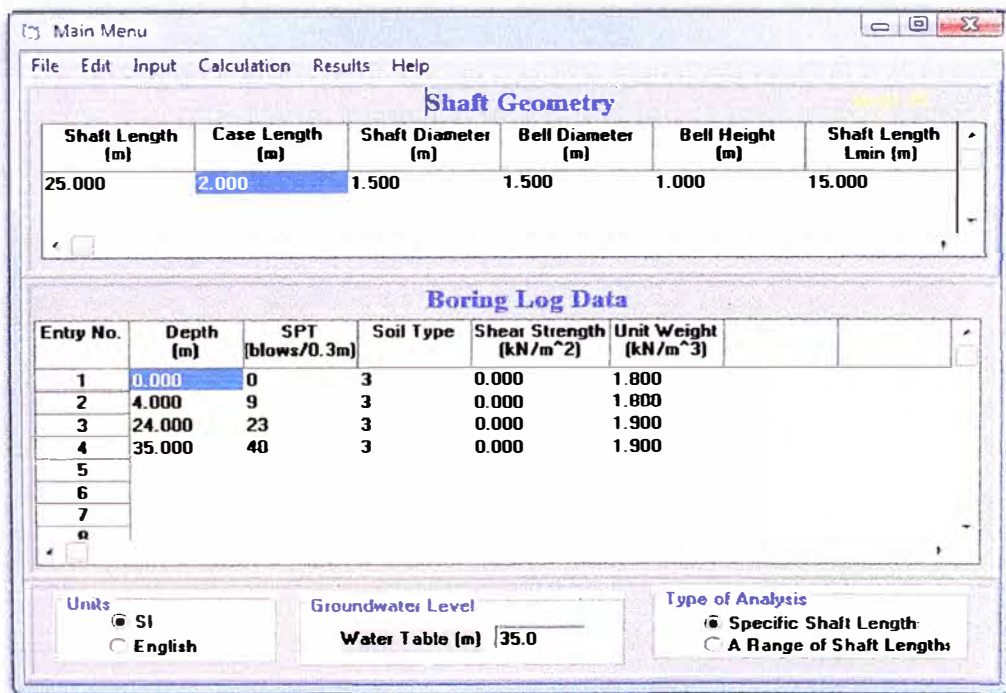 Main Menu
File Edit Input Calculation Results Help
Shaft Geometry
Shaft Length (m) Case Length (m) Shaft Diameter (m) Bell Diameter (m) Bell Height (m) Shaft Length Lmin (m)
25.000 2.000 1.500 1.500 1.000 15.000
Boring Log Data
Entry No. Depth (m) SPT (blows/0.3m) Soil Type Shear Strength (kN/m^2) Unit Weight (kN/m^3)
1 0.000 0 3 0.000 1.800
2 4.000 9 3 0.000 1.800
3 24.000 23 3 0.000 1.900
4 35.000 40 3 0.000 1.900
5
6
7
8
Units
SI
English
Groundwater Level
Water Table (m) 35.0
Type of Analysis
Specific Shaft Length
A Range of Shaft Lengths